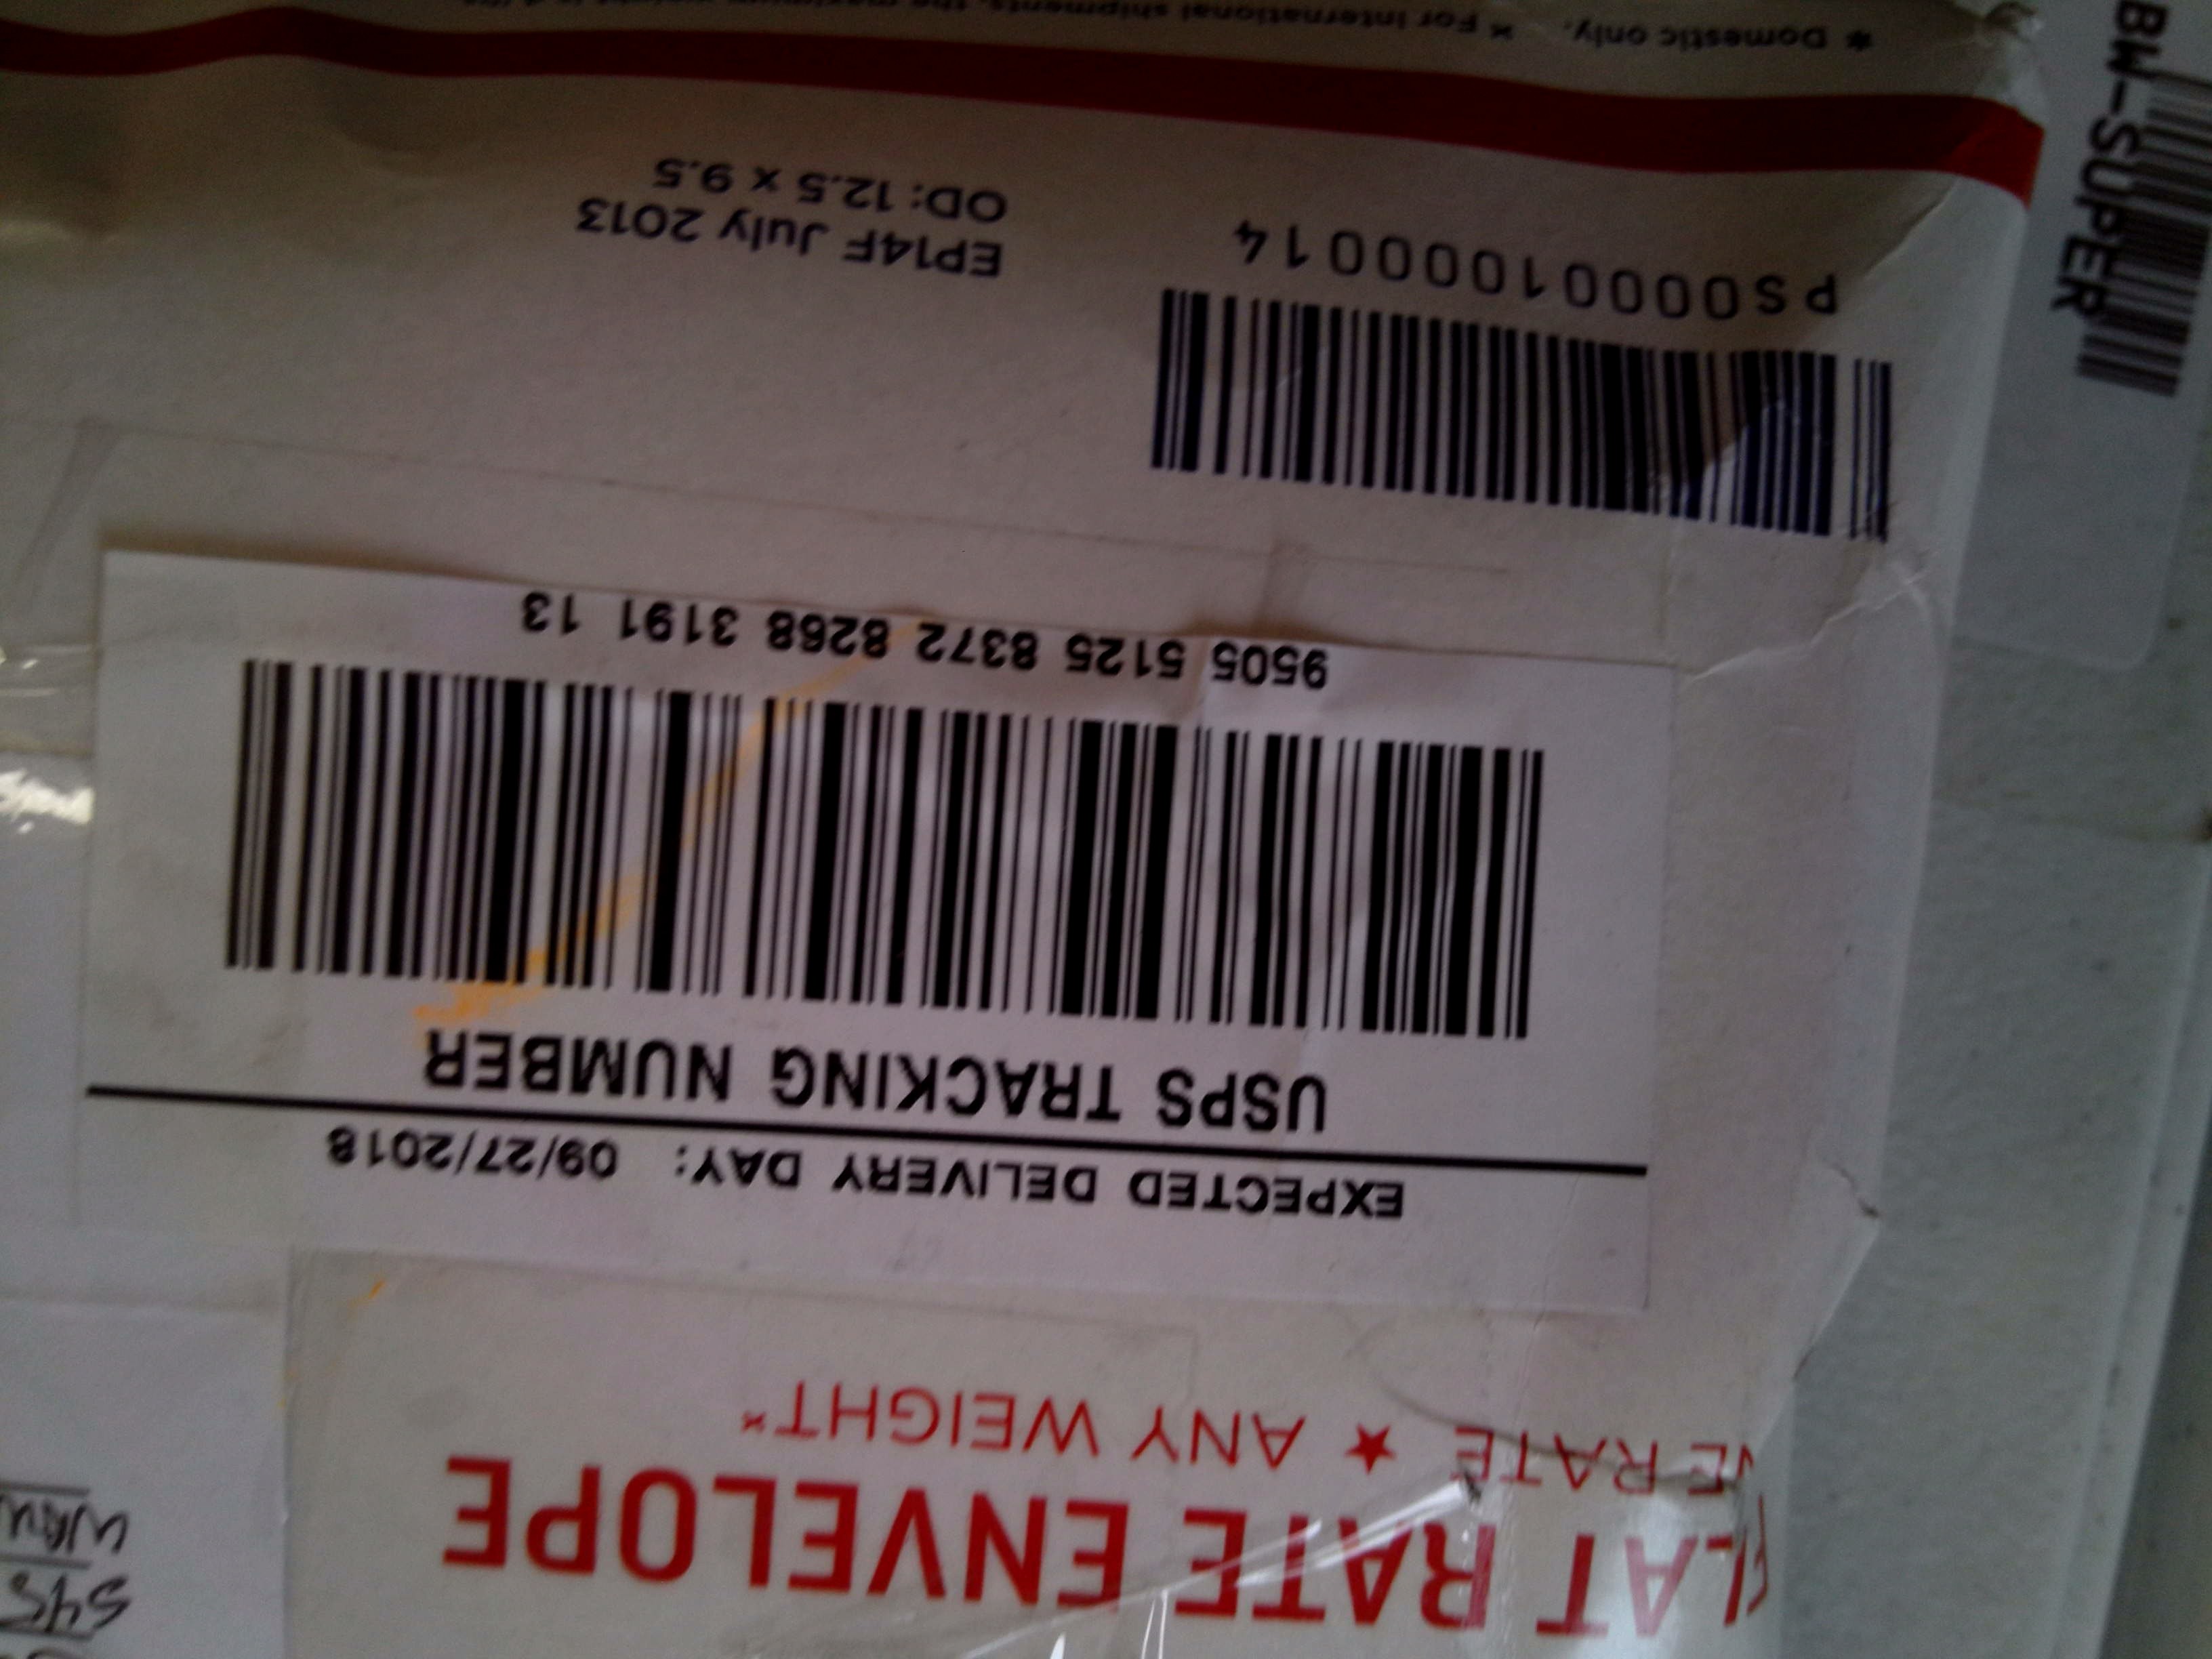 FLAT RATE ENVELOPE
RATE ★ ANY WEIGHT*
EXPECTED DELIVERY DAY: 09/27/2018
USPS TRACKING NUMBER
9505 5125 8372 8268 3191 13
PS00001000014
EP14F July 2013
OD: 12.5 x 9.5
* Domestic only. × For international shipments, the maximum weight is 4
BW-SUPER